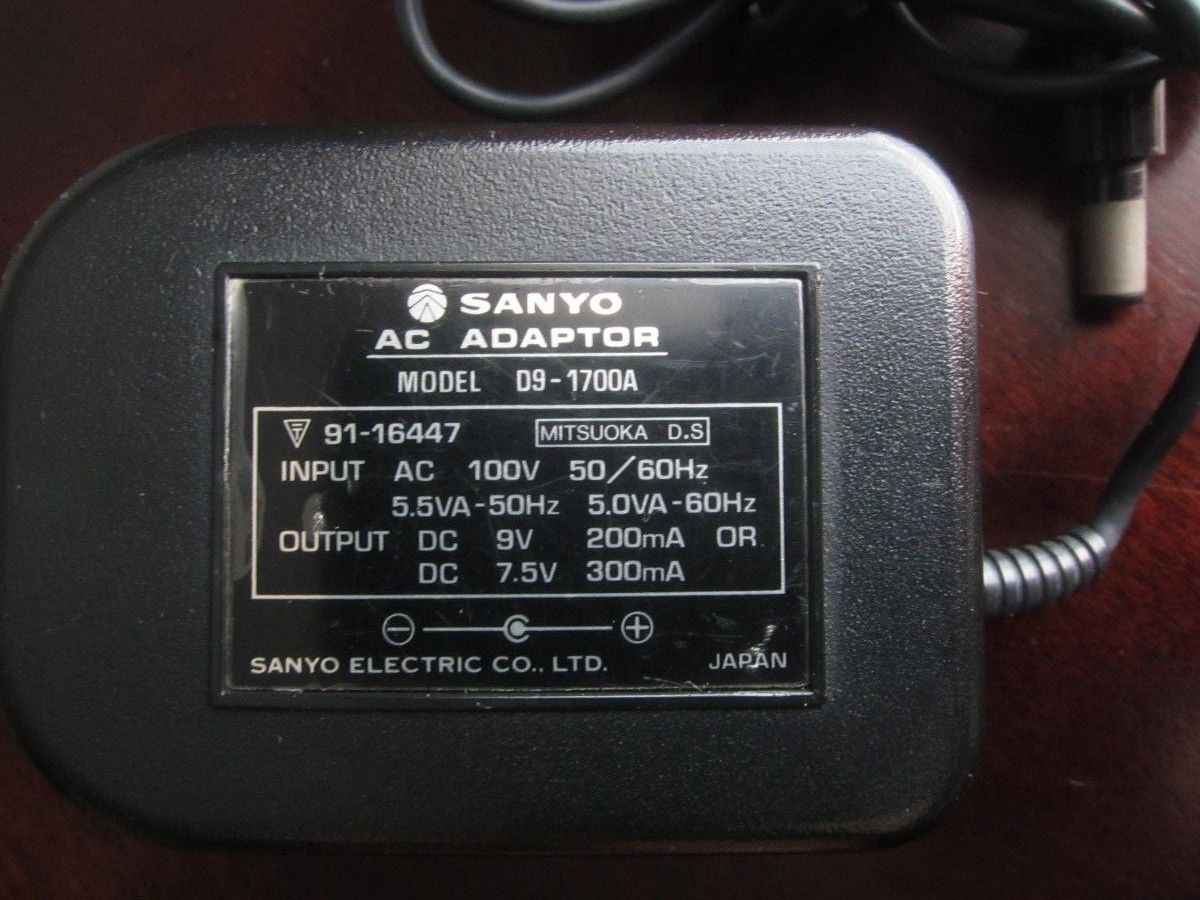 SANYO
AC ADAPTOR
MODEL D9-1700A
91-16447 MITSUOKA D.S
INPUT AC 100V 50/60Hz
5.5VA-50Hz 5.0VA-60Hz
OUTPUT DC 9V 200mA OR
DC 7.5V 300mA
SANYO ELECTRIC CO., LTD. JAPAN